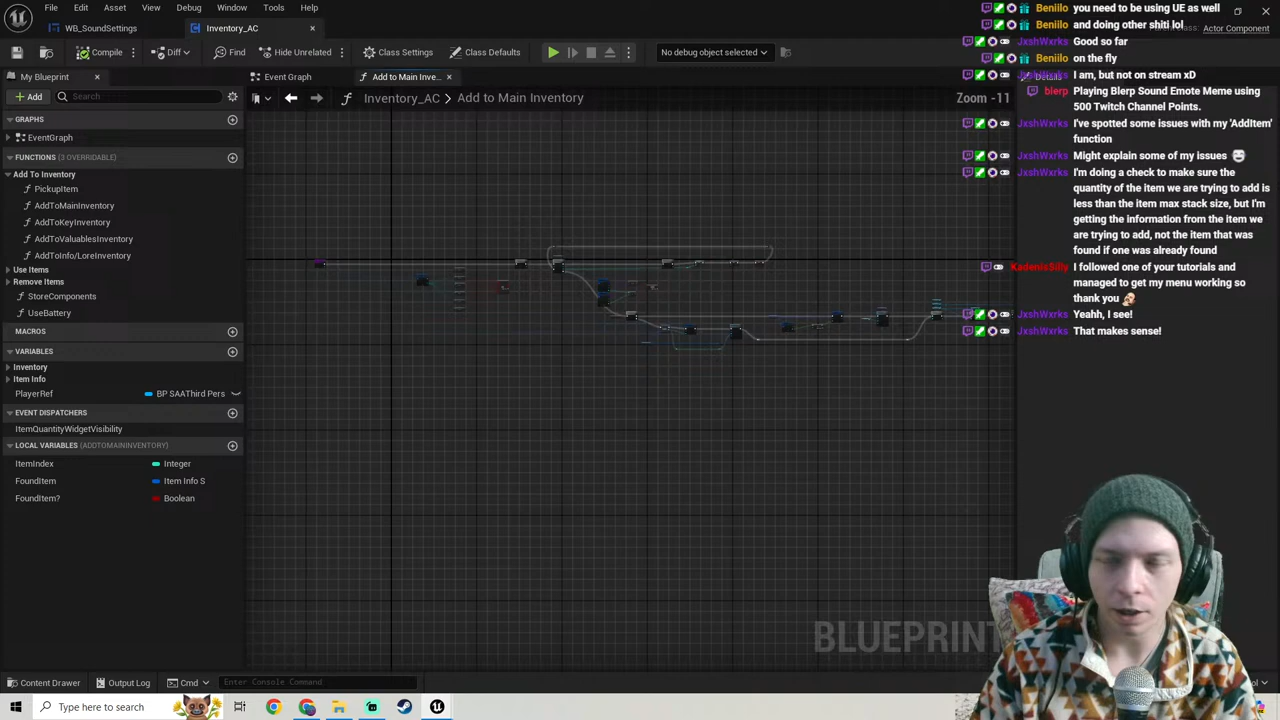 File
Edit
Asset
View
Debug
Window
Tools
WB_SoundSettings
Inventory_AC
Actor Component
Compile
Diff
Find
Hide Unrelated
Class Settings
Class Defaults
No debug object selected
My Blueprint
Event Graph
Add to Main Inve...
Details
Add
Search
Inventory_AC
Add to Main Inventory
Zoom -11
GRAPHS
EventGraph
FUNCTIONS (3 OVERRIDABLE)
Add To Inventory
PickupItem
AddToMainInventory
AddToKeyInventory
AddToValuablesInventory
AddToInfo/LoreInventory
Use Items
Remove Items
StoreComponents
UseBattery
MACROS
VARIABLES
Inventory
Item Info
PlayerRef
BP SAAThird Pers
EVENT DISPATCHERS
ItemQuantityWidgetVisibility
LOCAL VARIABLES (ADDTOMAININVENTORY)
ItemIndex
Integer
FoundItem
Item Info S
FoundItem?
Boolean
BLUEPRINT
you need to be using UE as well
Beniilo and doing other shiti lol
JxshWxrks Good so far
Beniilo on the fly
JxshWxrks I am, but not on stream xD
blerp Playing Blerp Sound Emote Meme using
500 Twitch Channel Points.
JxshWxrks I've spotted some issues with my 'AddItem'
function
JxshWxrks Might explain some of my issues
JxshWxrks I'm doing a check to make sure the
quantity of the item we are trying to add is
less than the item max stack size, but I'm
getting the information from the item we
are trying to add, not the item that was
found if one was already found
KadenIsSilly I followed one of your tutorials and
managed to get my menu working so
thank you
JxshWxrks Yeahh, I see!
JxshWxrks That makes sense!
Content Drawer
Output Log
Cmd
Enter Console Command
Type here to search